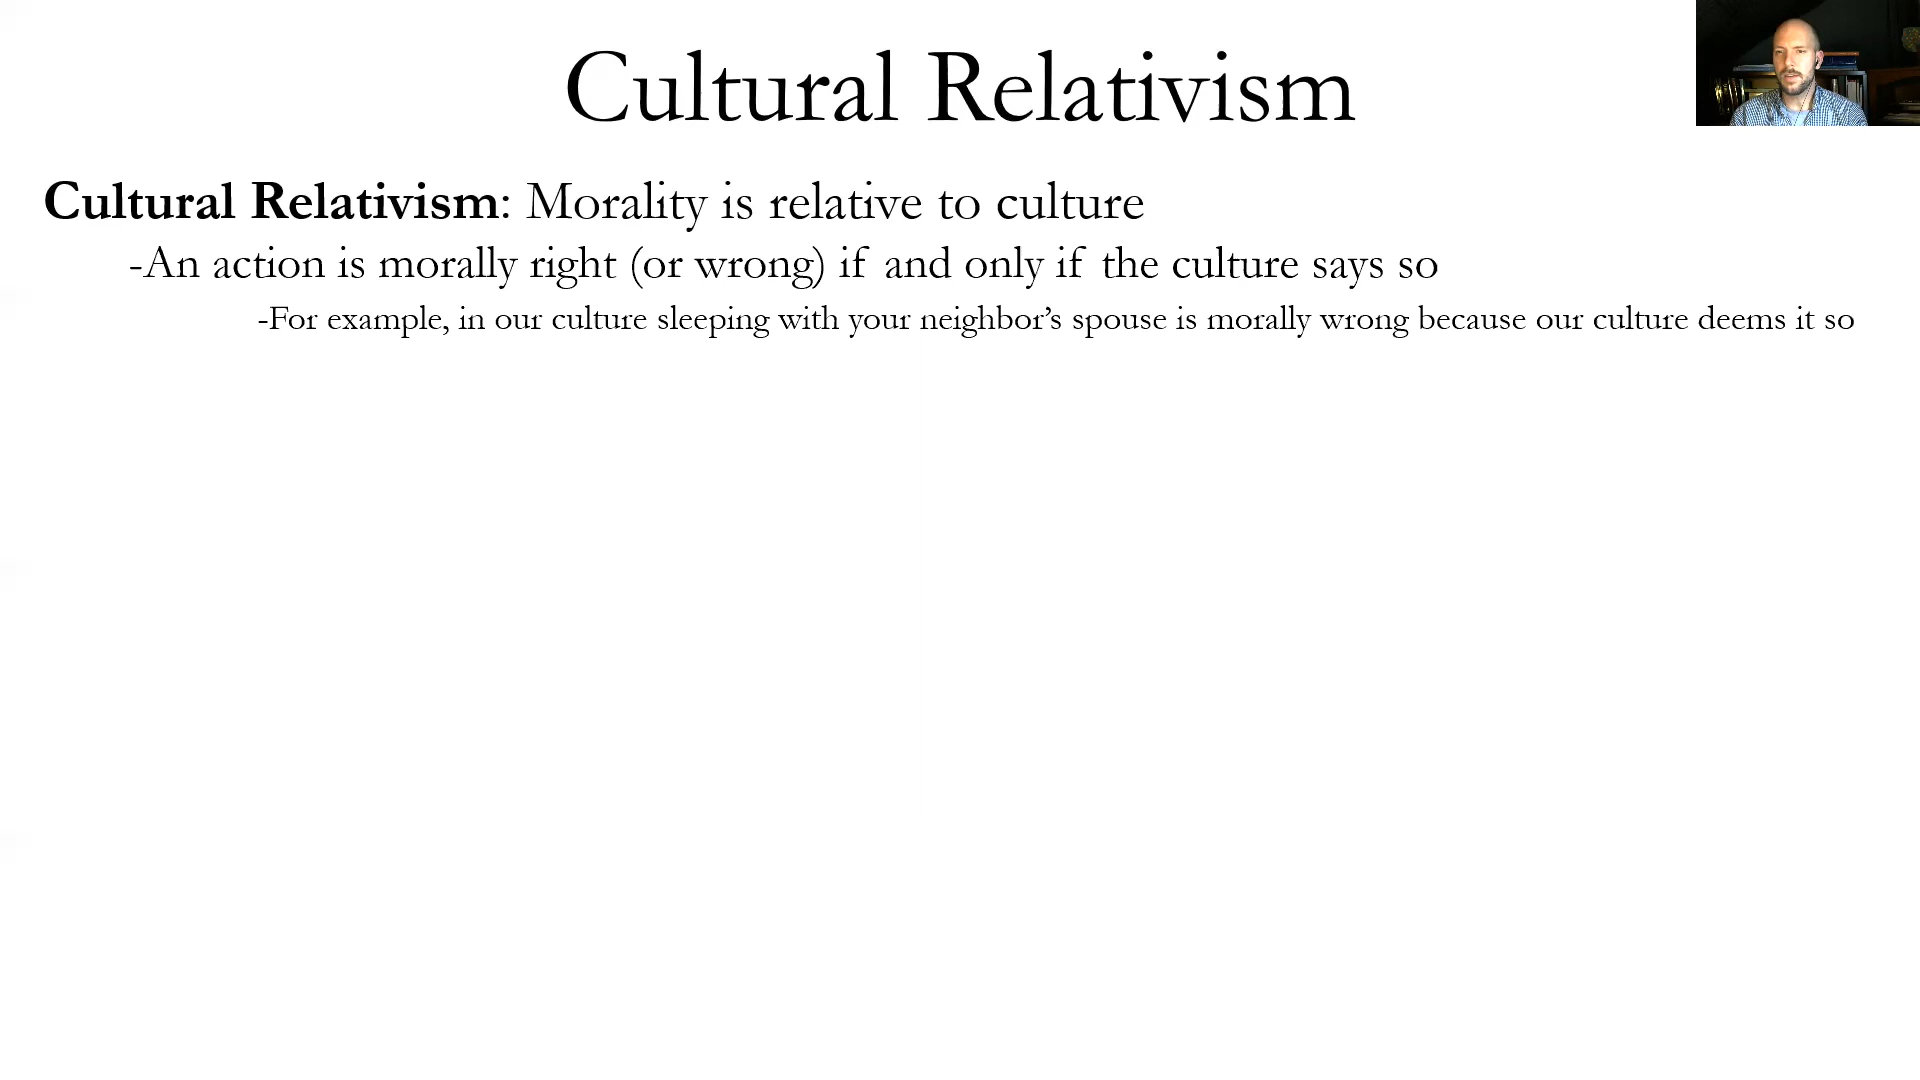 Cultural Relativism
Cultural Relativism: Morality is relative to culture
-An action is morally right (or wrong) if and only if the culture says so
-For example, in our culture sleeping with your neighbor’s spouse is morally wrong because our culture deems it so